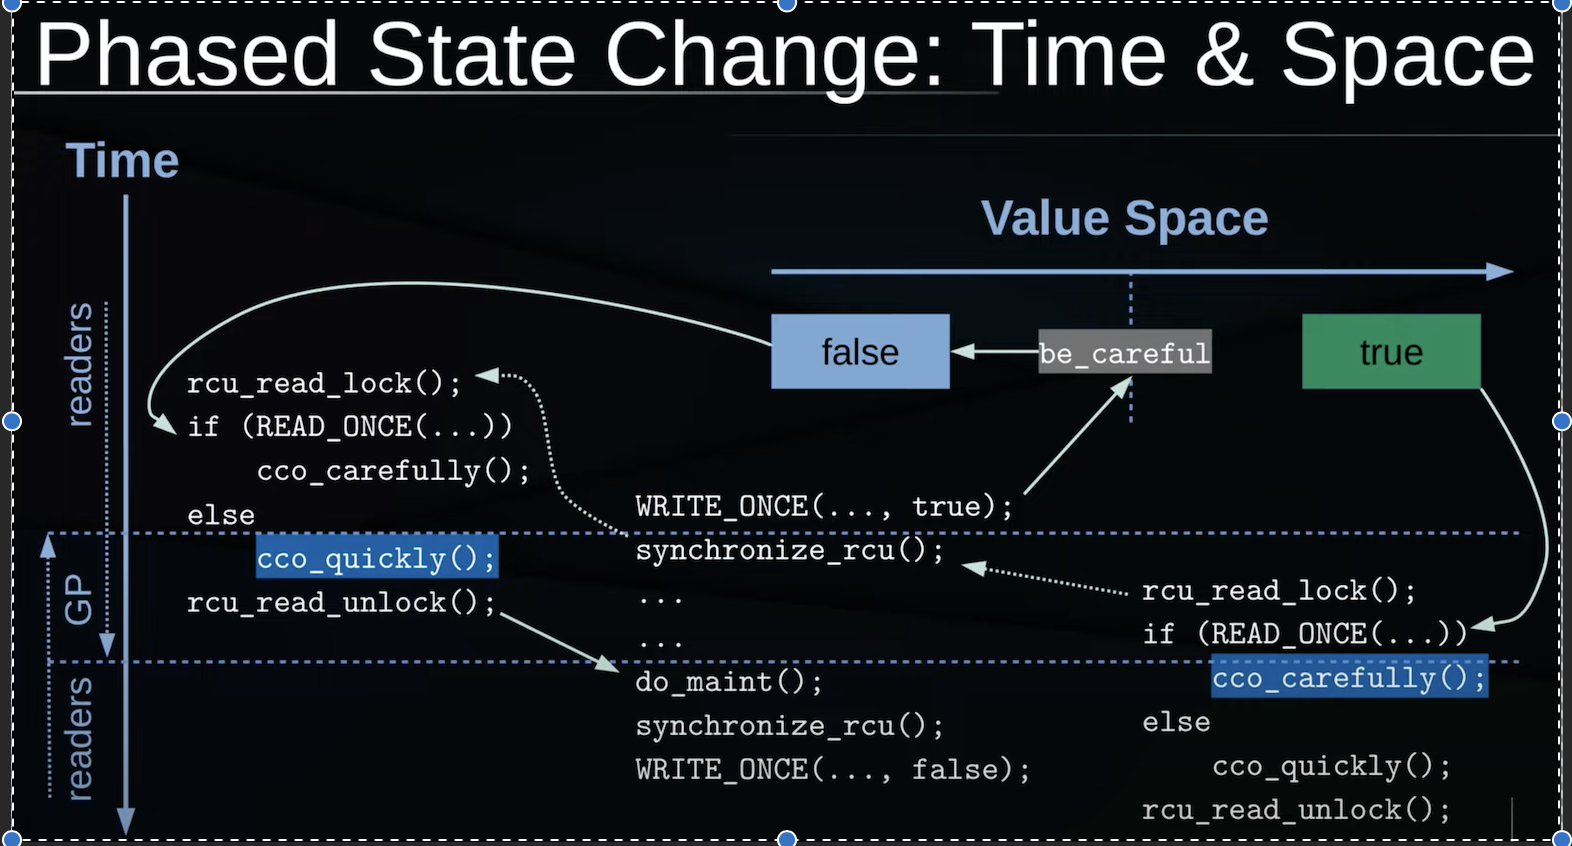 Phased State Change: Time & Space
Time
Value Space
readers
GP
readers
false
be_careful
true
rcu_read_lock();
if (READ_ONCE(...))
cco_carefully();
else
cco_quickly();
rcu_read_unlock();
WRITE_ONCE(..., true);
synchronize_rcu();
...
...
do_maint();
synchronize_rcu();
WRITE_ONCE(..., false);
rcu_read_lock();
if (READ_ONCE(...))
cco_carefully();
else
cco_quickly();
rcu_read_unlock();